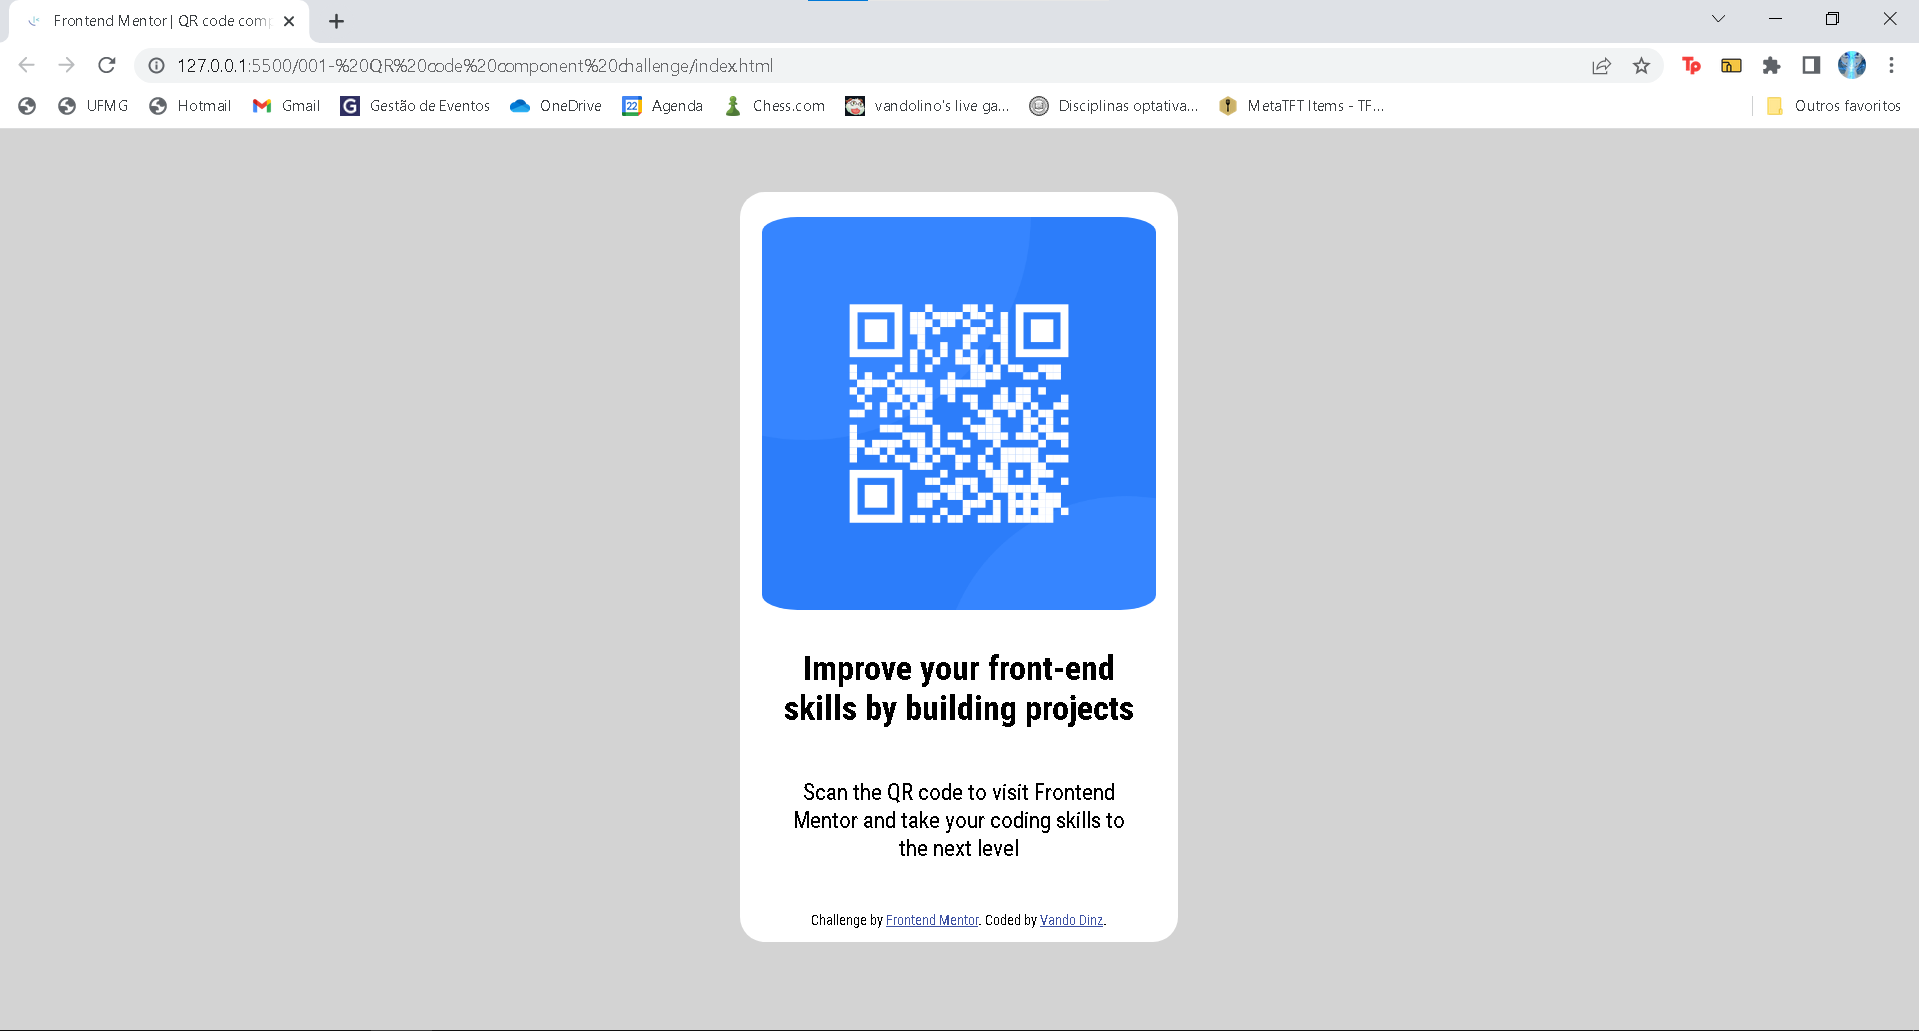 Frontend Mentor | QR code comp
127.0.0.1:5500/001-%20QR%20code%20component%20challenge/index.html
Tp
UFMG
Hotmail
Gmail
G Gestão de Eventos
OneDrive
22 Agenda
Chess.com
vandolino's live ga...
Disciplinas optativa...
MetaTFT Items - TF...
Outros favoritos
Improve your front-end
skills by building projects
Scan the QR code to visit Frontend
Mentor and take your coding skills to
the next level
Challenge by Frontend Mentor. Coded by Vando Dinz.